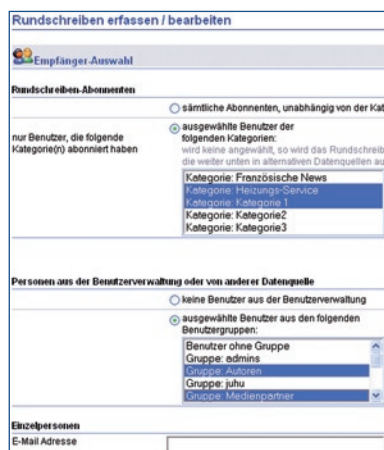 Rundschreiben erfassen / bearbeiten
Empfänger-Auswahl
Rundschreiben-Abonnenten
sämtliche Abonnenten, unabhängig von der Kat
nur Benutzer, die folgende
Kategorie(n) abonniert haben
ausgewählte Benutzer der
folgenden Kategorien:
wird keine angewählt, so wird das Rundschreib
die weiter unten in alternativen Datenquellen au
Kategorie: Französische News
Kategorie: Heizungs-Service
Kategorie: Kategorie 1
Kategorie: Kategorie2
Kategorie: Kategorie3
Personen aus der Benutzerverwaltung oder von anderer Datenquelle
keine Benutzer aus der Benutzerverwaltung
ausgewählte Benutzer aus den folgenden
Benutzergruppen:
Benutzer ohne Gruppe
Gruppe: admins
Gruppe: Autoren
Gruppe: juhu
Gruppe: Medienpartner
Einzelpersonen
E-Mail Adresse